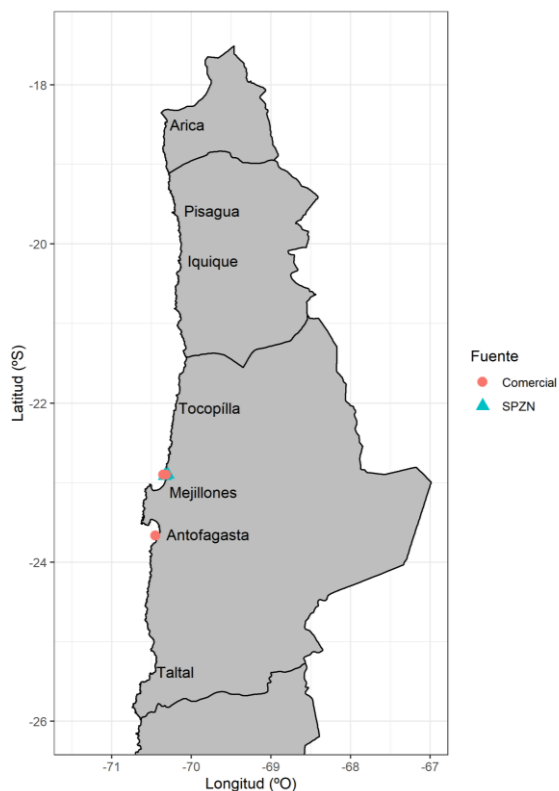 -18
-20
-22
-24
-26
Latitud (ºS)
Arica
Pisagua
Iquique
Tocopílla
Mejillones
Antofagasta
Taltal
-71
-70
-69
-68
-67
Longitud (ºO)
Fuente
Comercial
SPZN